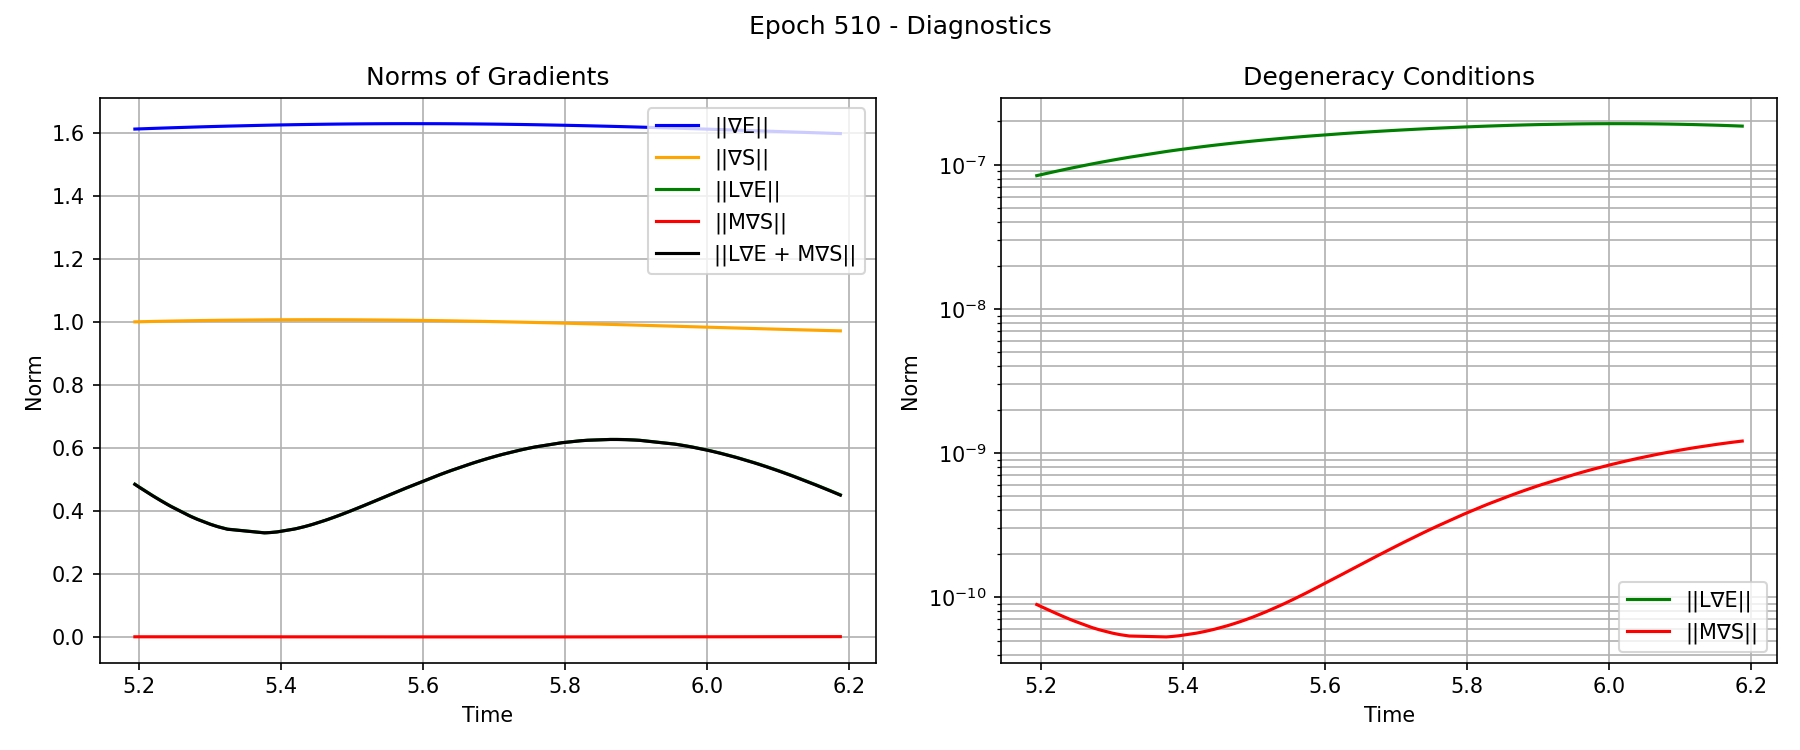 Epoch 510 - Diagnostics
Norms of Gradients
Norm
1.6
1.4
1.2
1.0
0.8
0.6
0.4
0.2
0.0
||∇E||
||∇S||
||L∇E||
||M∇S||
||L∇E + M∇S||
5.2 5.4 5.6 5.8 6.0 6.2
Time
Degeneracy Conditions
Norm
10⁻⁷
10⁻⁸
10⁻⁹
10⁻¹⁰
||L∇E||
||M∇S||
5.2 5.4 5.6 5.8 6.0 6.2
Time